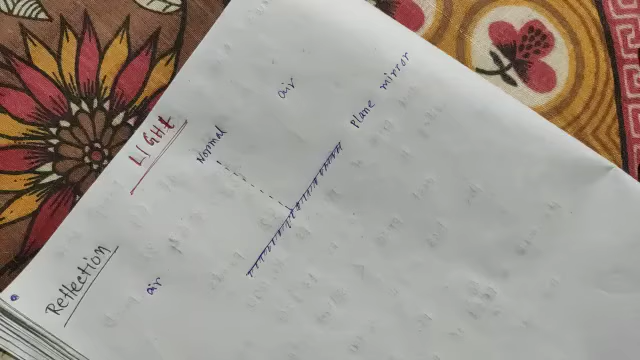 LIGHt
Reflection
Normal
air
air
Plane mirror